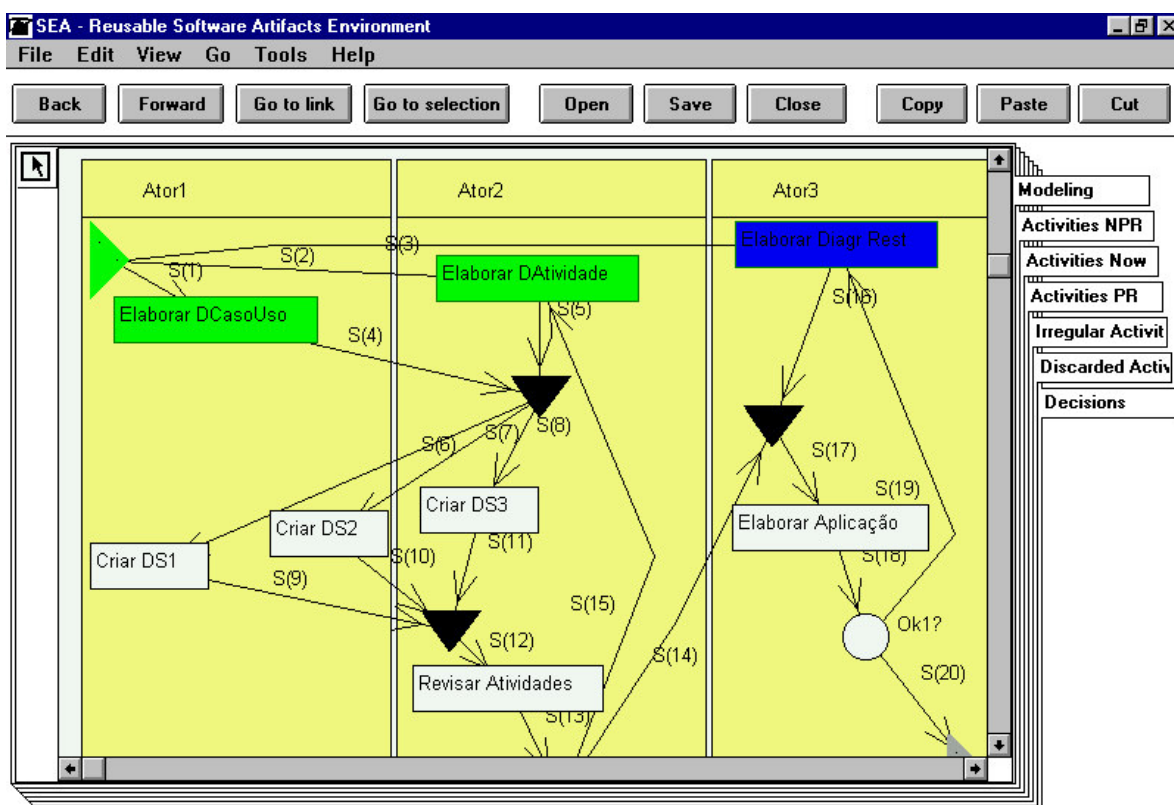 SEA - Reusable Software Artifacts Environment
File Edit View Go Tools Help
Back Forward Go to link Go to selection Open Save Close Copy Paste Cut
Ator1 Ator2 Ator3
Modeling
Activities NPR
Activities Now
Activities PR
Irregular Activit
Discarded Activ
Decisions
S(3)
Elaborar Diagr Rest
S(2)
S(1)
Elaborar DAtividade
Elaborar DCasoUso
S(4)
S(5)
S(16)
S(6)
S(7)
S(8)
S(17)
Criar DS3
S(19)
Criar DS2
Elaborar Aplicação
Criar DS1
S(10)
S(11)
S(18)
S(9)
S(15)
Ok1?
S(12)
S(14)
S(20)
Revisar Atividades
S(13)